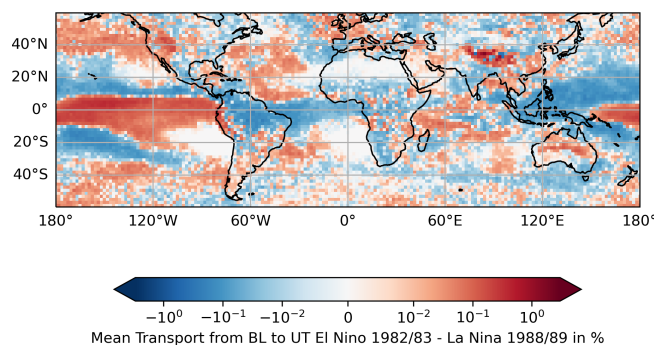 40°N
20°N
0°
20°S
40°S
180° 120°W 60°W 0° 60°E 120°E 180°
−10⁰ −10⁻¹ −10⁻² 0 10⁻² 10⁻¹ 10⁰
Mean Transport from BL to UT El Nino 1982/83 - La Nina 1988/89 in %